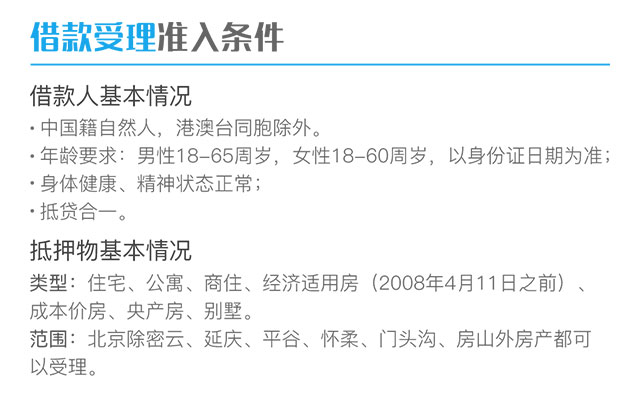 借款受理准入条件
借款人基本情况
· 中国籍自然人，港澳台同胞除外。
· 年龄要求：男性18-65周岁，女性18-60周岁，以身份证日期为准；
· 身体健康、精神状态正常；
· 抵贷合一。
抵押物基本情况
类型：住宅、公寓、商住、经济适用房（2008年4月11日之前）、
成本价房、央产房、别墅。
范围：北京除密云、延庆、平谷、怀柔、门头沟、房山外房产都可
以受理。